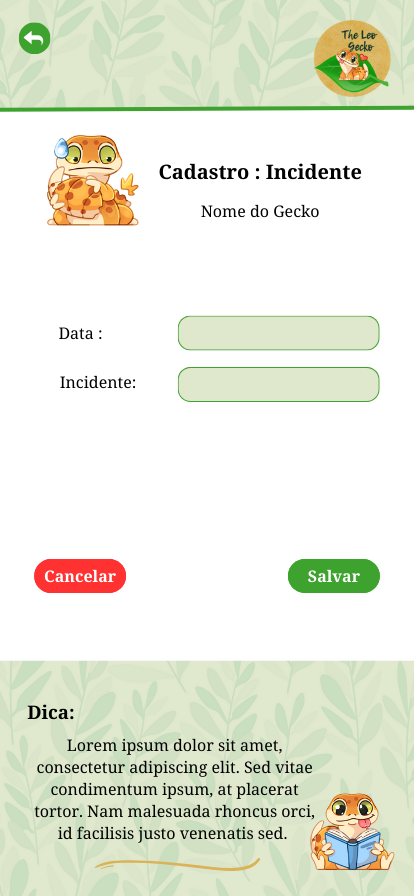 The Leo
Gecko
Cadastro : Incidente
Nome do Gecko
Data :
Incidente:
Cancelar
Salvar
Dica:
Lorem ipsum dolor sit amet,
consectetur adipiscing elit. Sed vitae
condimentum ipsum, at placerat
tortor. Nam malesuada rhoncus orci,
id facilisis justo venenatis sed.